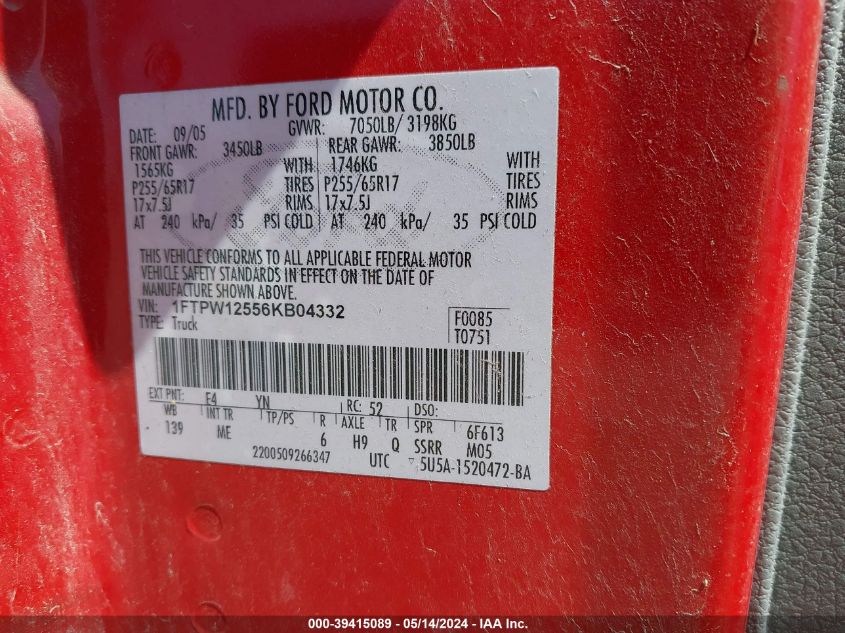 MFD. BY FORD MOTOR CO.
DATE: 09/05 GVWR: 7050LB/ 3198KG
FRONT GAWR: 3450LB REAR GAWR: 3850LB
1565KG WITH 1746KG WITH
P255/65R17 TIRES P255/65R17 TIRES
17x7.5J RIMS 17x7.5J RIMS
AT 240 kPa/ 35 PSI COLD AT 240 kPa/ 35 PSI COLD
THIS VEHICLE CONFORMS TO ALL APPLICABLE FEDERAL MOTOR
VEHICLE SAFETY STANDARDS IN EFFECT ON THE DATE OF
MANUFACTURE SHOWN ABOVE.
VIN: 1FTPW12556KB04332 F0085
TYPE: Truck T0751
EXT PNT: F4 YN RC: 52 DSO:
WB INT TR TP/PS R AXLE TR SPR 6F613
139 ME 6 H9 Q SSRR M05
2200509266347 UTC 5U5A-1520472-BA
000-39415089 - 05/14/2024 - IAA Inc.